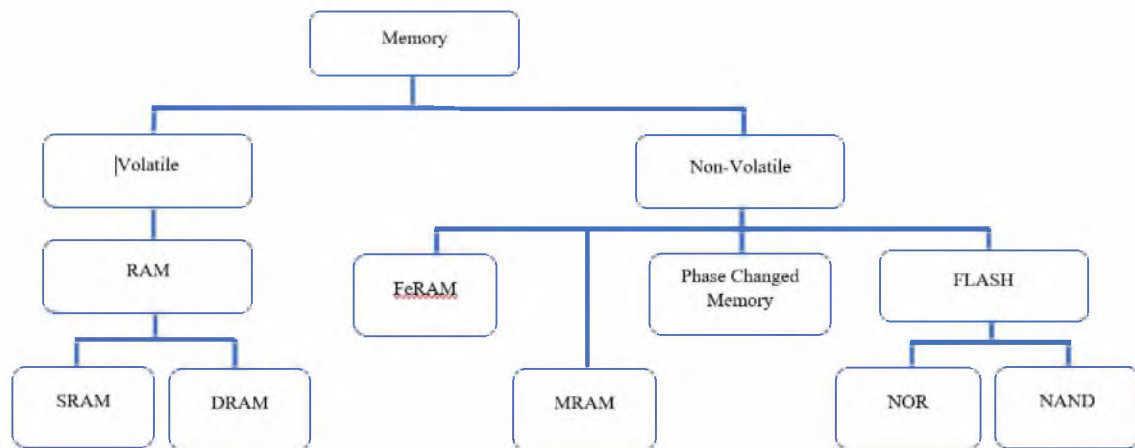 Memory
Volatile
Non-Volatile
RAM
FeRAM
Phase Changed
Memory
FLASH
SRAM
DRAM
MRAM
NOR
NAND